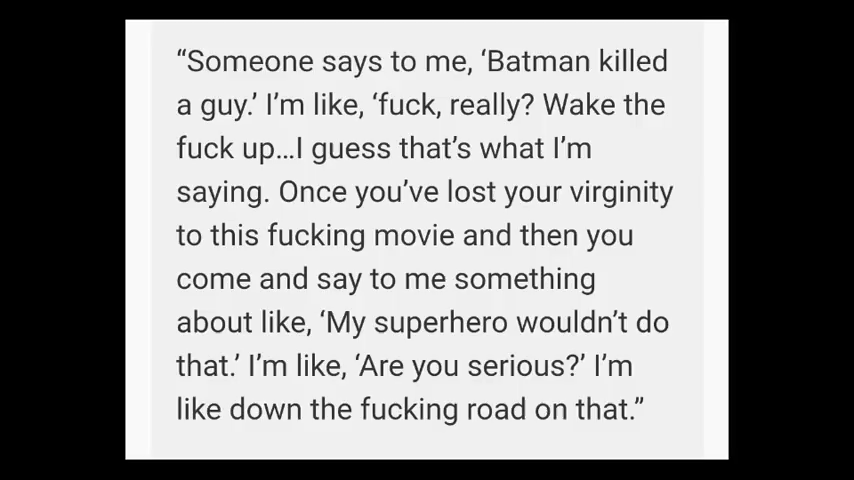 “Someone says to me, ‘Batman killed
a guy.’ I’m like, ‘fuck, really? Wake the
fuck up…I guess that’s what I’m
saying. Once you’ve lost your virginity
to this fucking movie and then you
come and say to me something
about like, ‘My superhero wouldn’t do
that.’ I’m like, ‘Are you serious?’ I’m
like down the fucking road on that.”